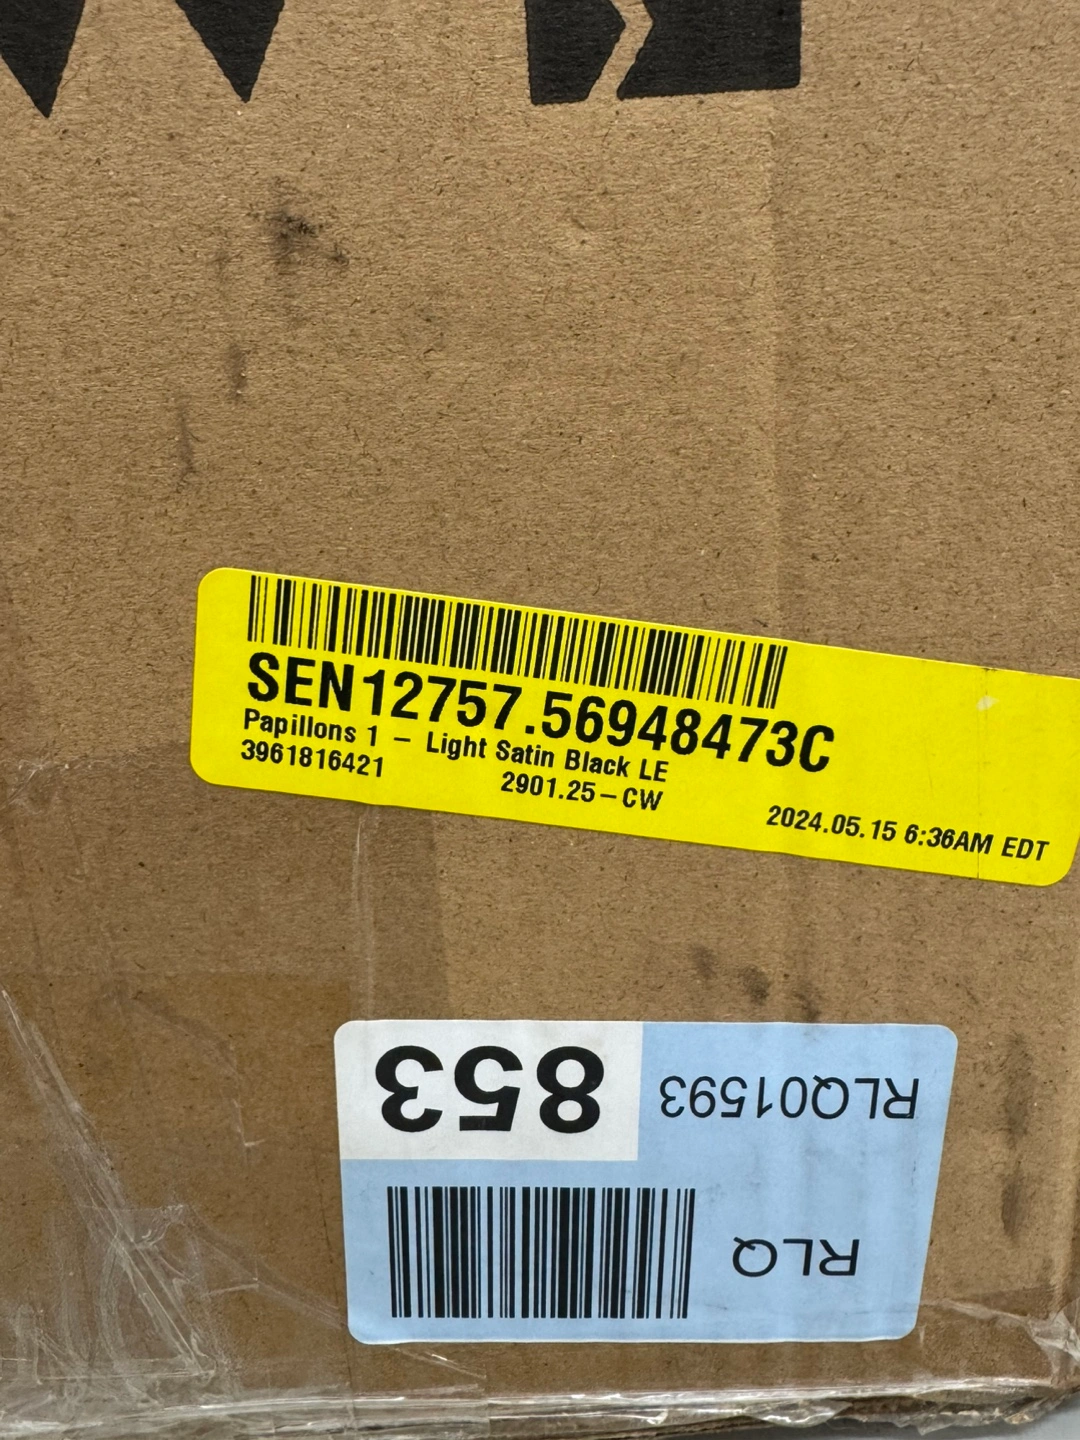 SEN12757.56948473C
Papillons 1 – Light Satin Black LE
3961816421
2901.25–CW
2024.05.15 6:36AM EDT
RLQ
RLQ01593
853